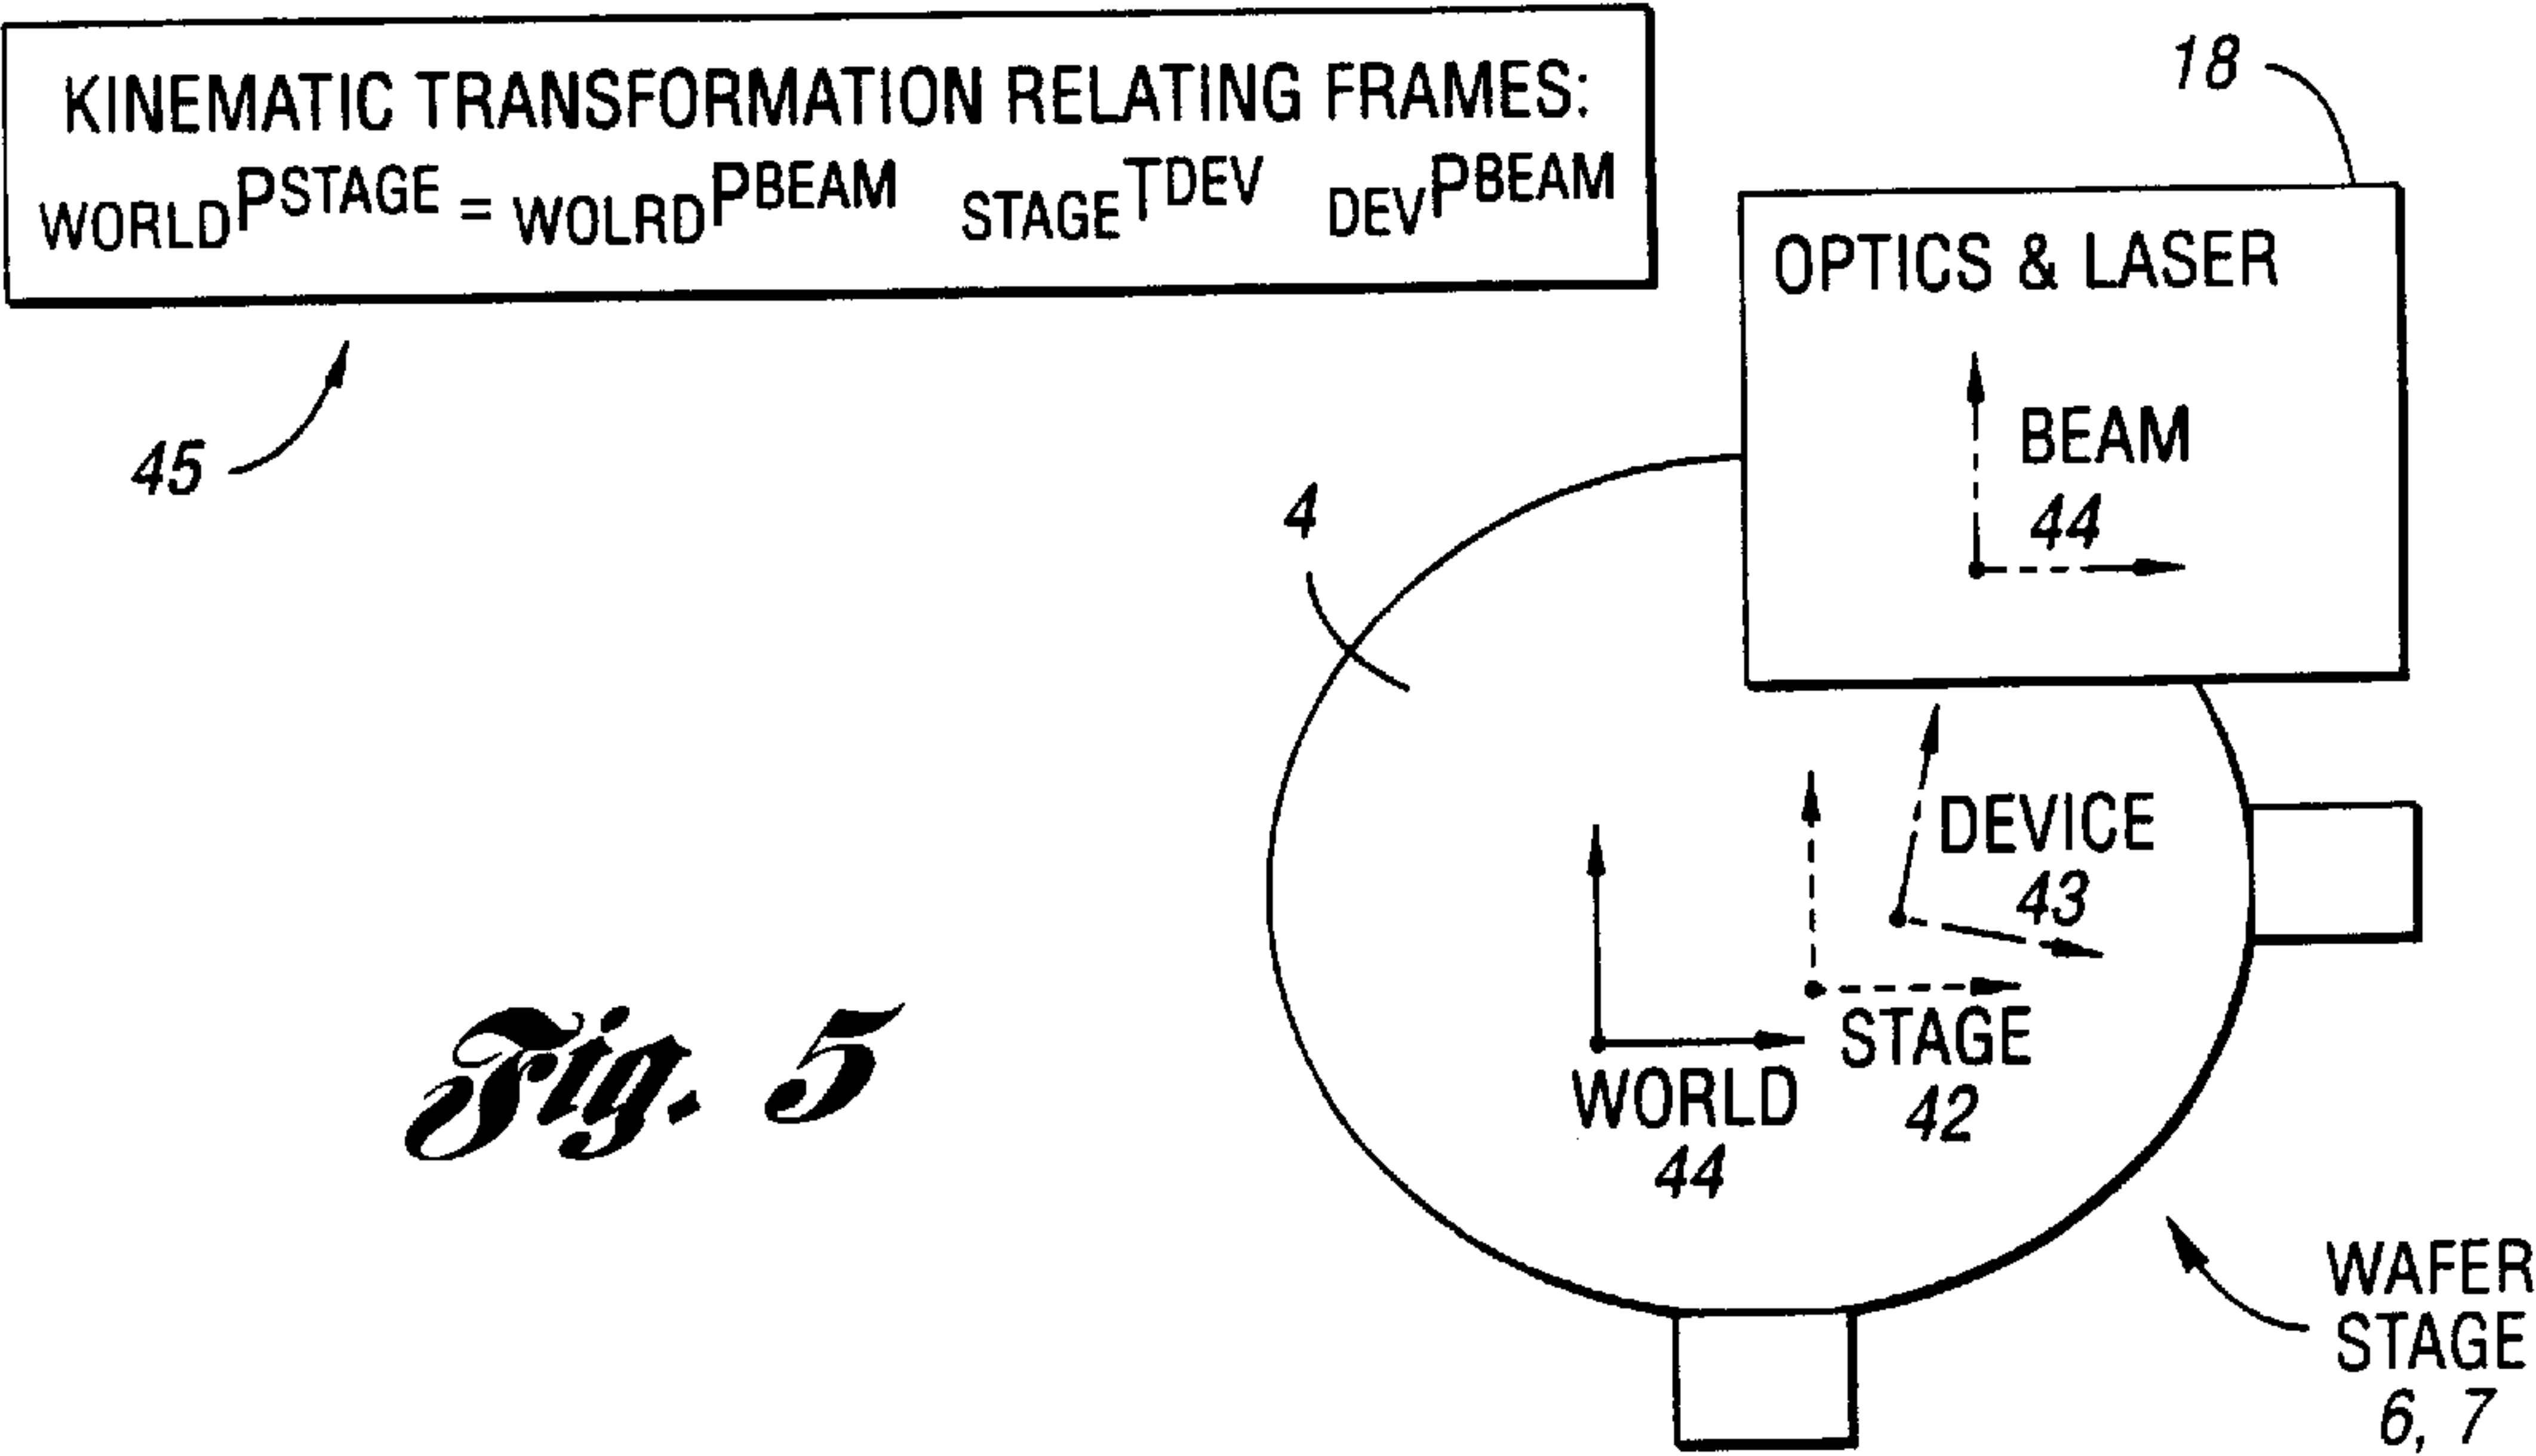 KINEMATIC TRANSFORMATION RELATING FRAMES:
WORLDPSTAGE = WOLRDPBEAM STAGETDEV DEVPBEAM
18
OPTICS & LASER
BEAM
44
45
4
DEVICE
43
STAGE
42
WORLD
44
WAFER
STAGE
6, 7
Fig. 5